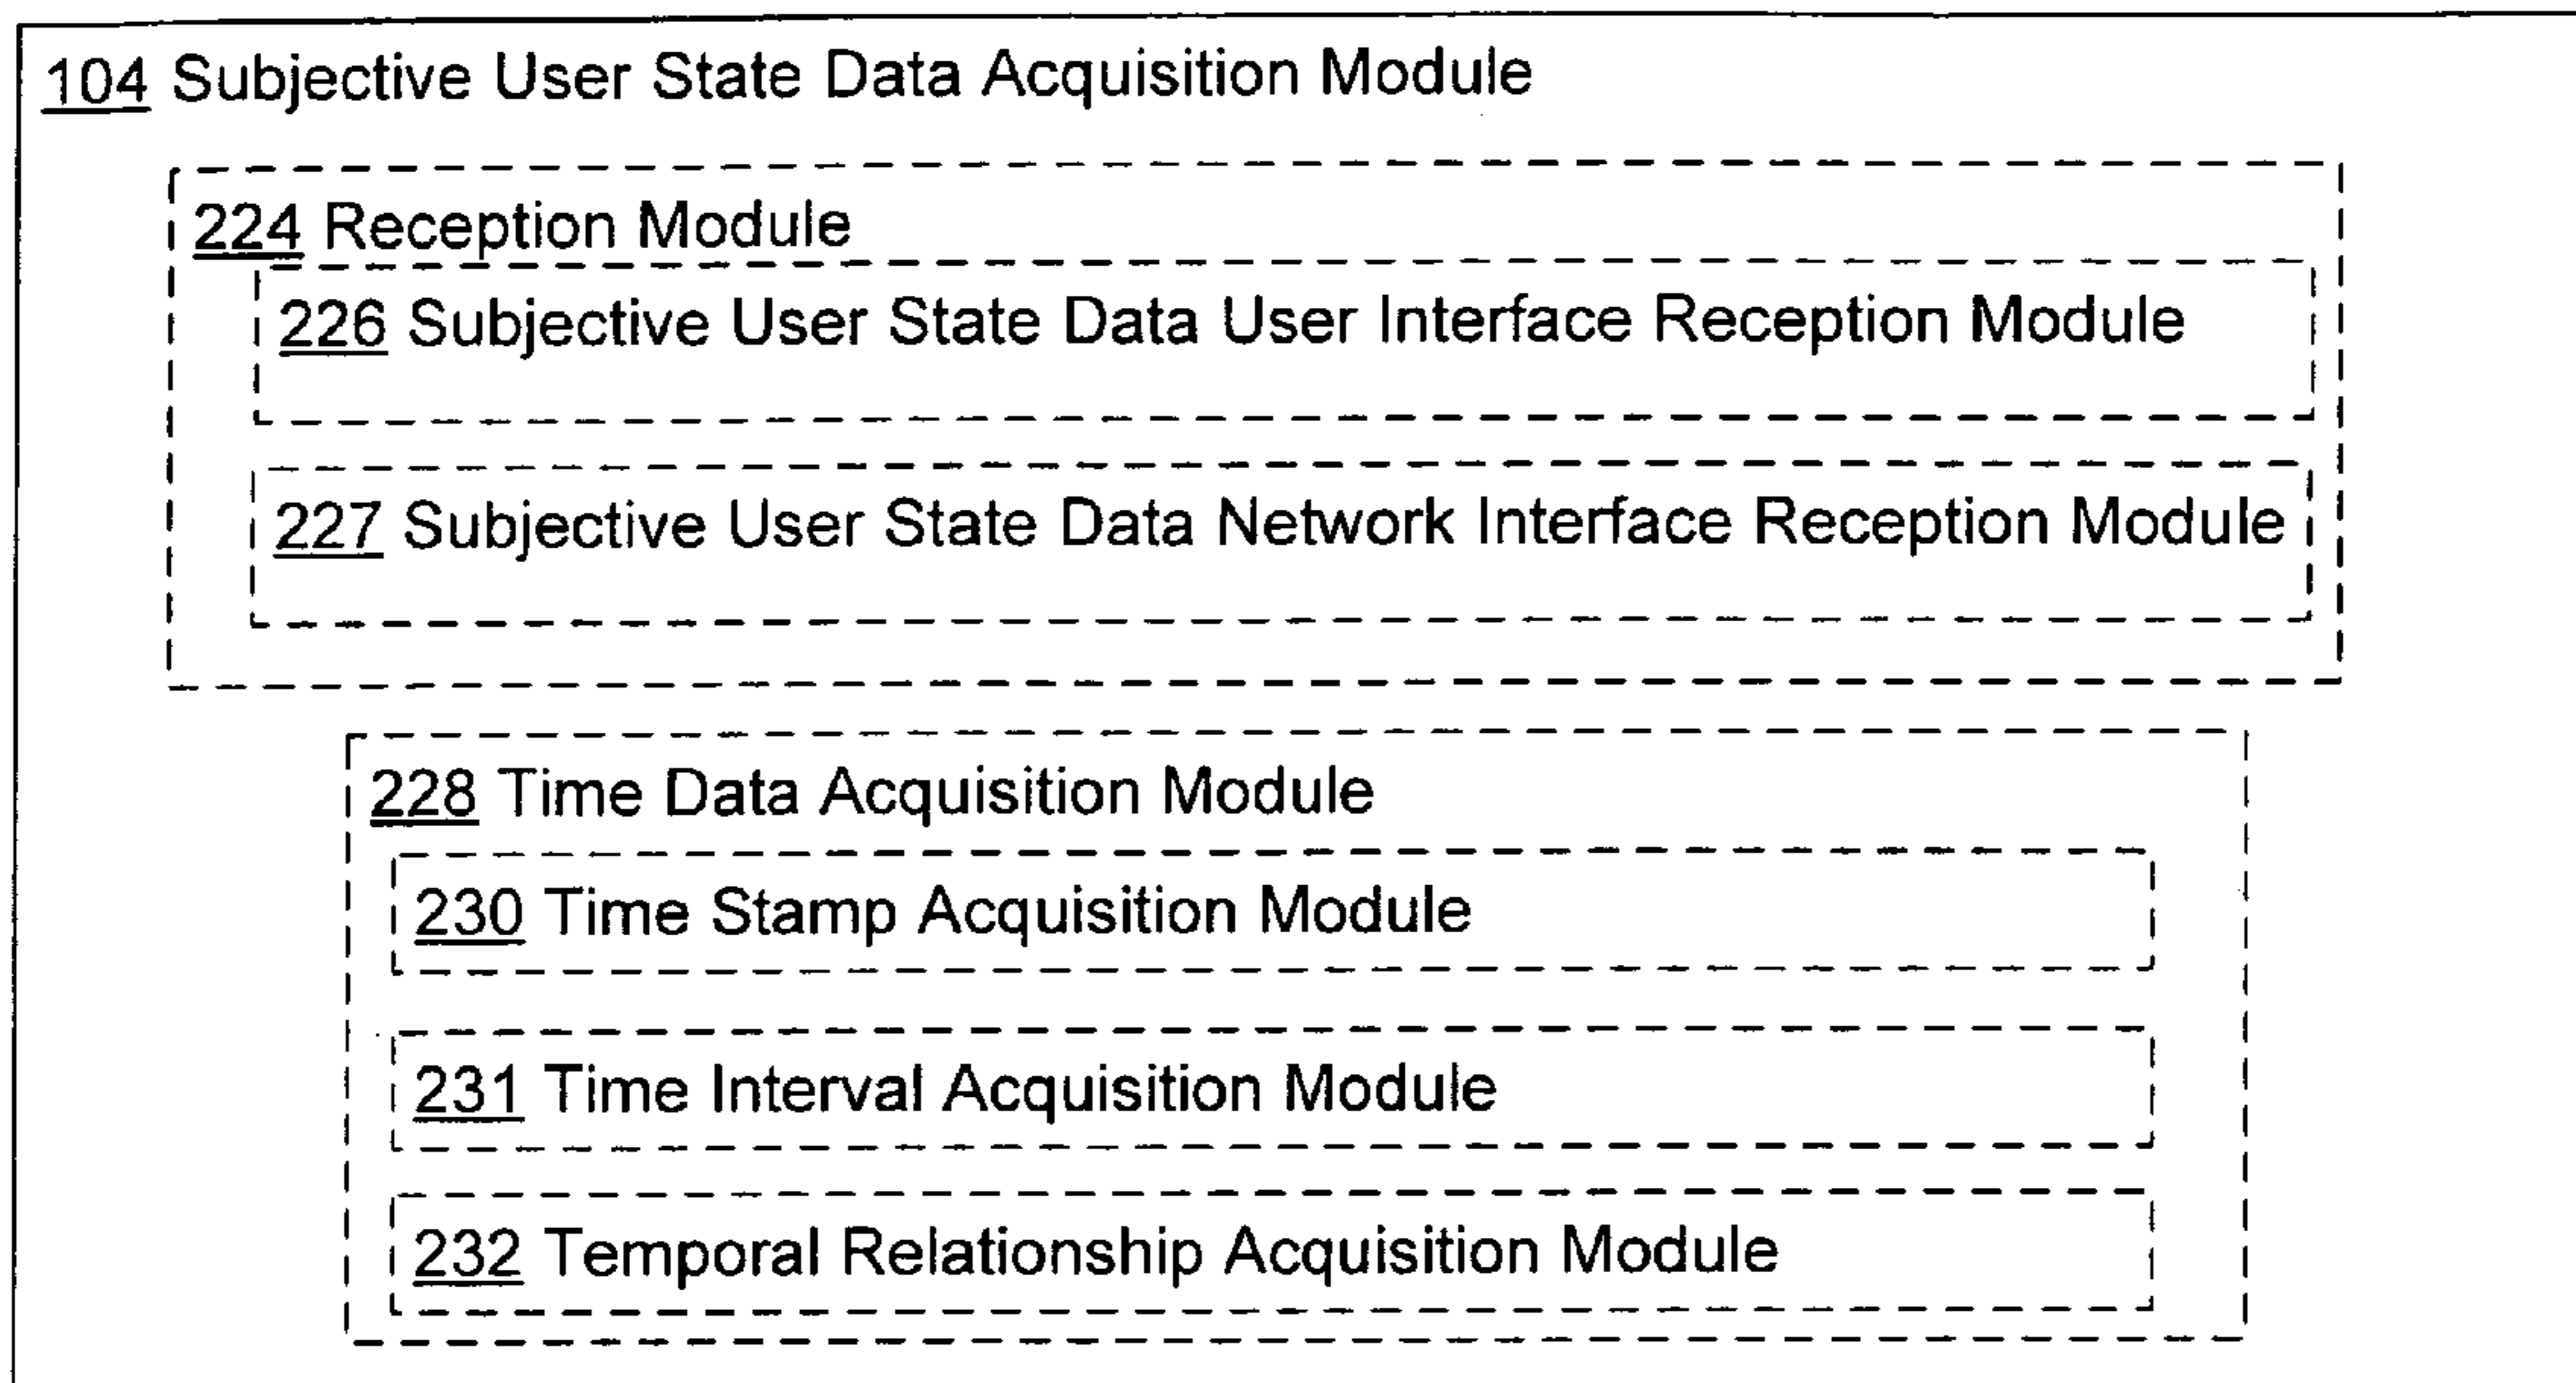 104 Subjective User State Data Acquisition Module
224 Reception Module
226 Subjective User State Data User Interface Reception Module
227 Subjective User State Data Network Interface Reception Module
228 Time Data Acquisition Module
230 Time Stamp Acquisition Module
231 Time Interval Acquisition Module
232 Temporal Relationship Acquisition Module